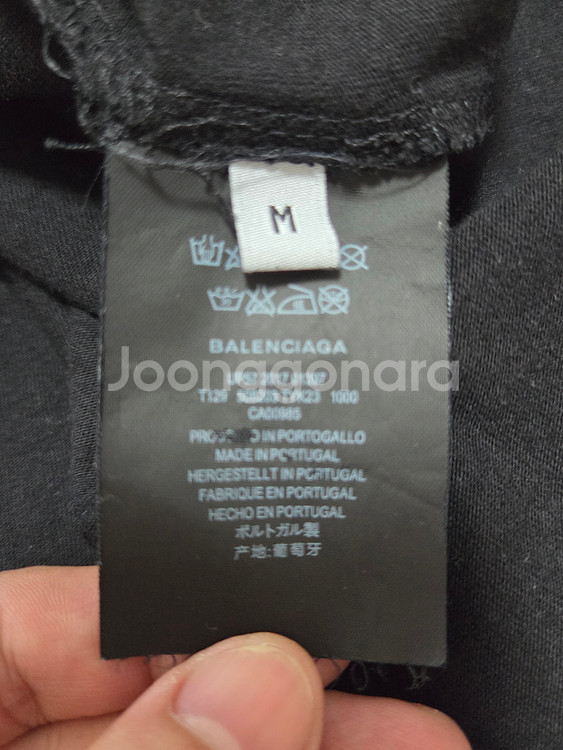 M
BALENCIAGA
Joonggonara
1000
CA00985
IN PORTOGALLO
MADE IN PORTUGAL
HERGESTELLT IN PORTUGAL
FABRIQUE EN PORTUGAL
HECHO EN PORTUGAL
ポルトガル製
产地:葡萄牙